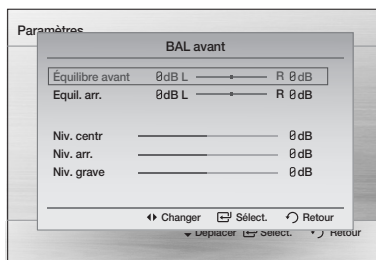 Paramètres
BAL avant
Équilibre avant 0dB L R 0dB
Equil. arr. 0dB L R 0dB
Niv. centr 0dB
Niv. arr. 0dB
Niv. grave 0dB
Changer Sélect. Retour
Déplacer Sélect. Retour